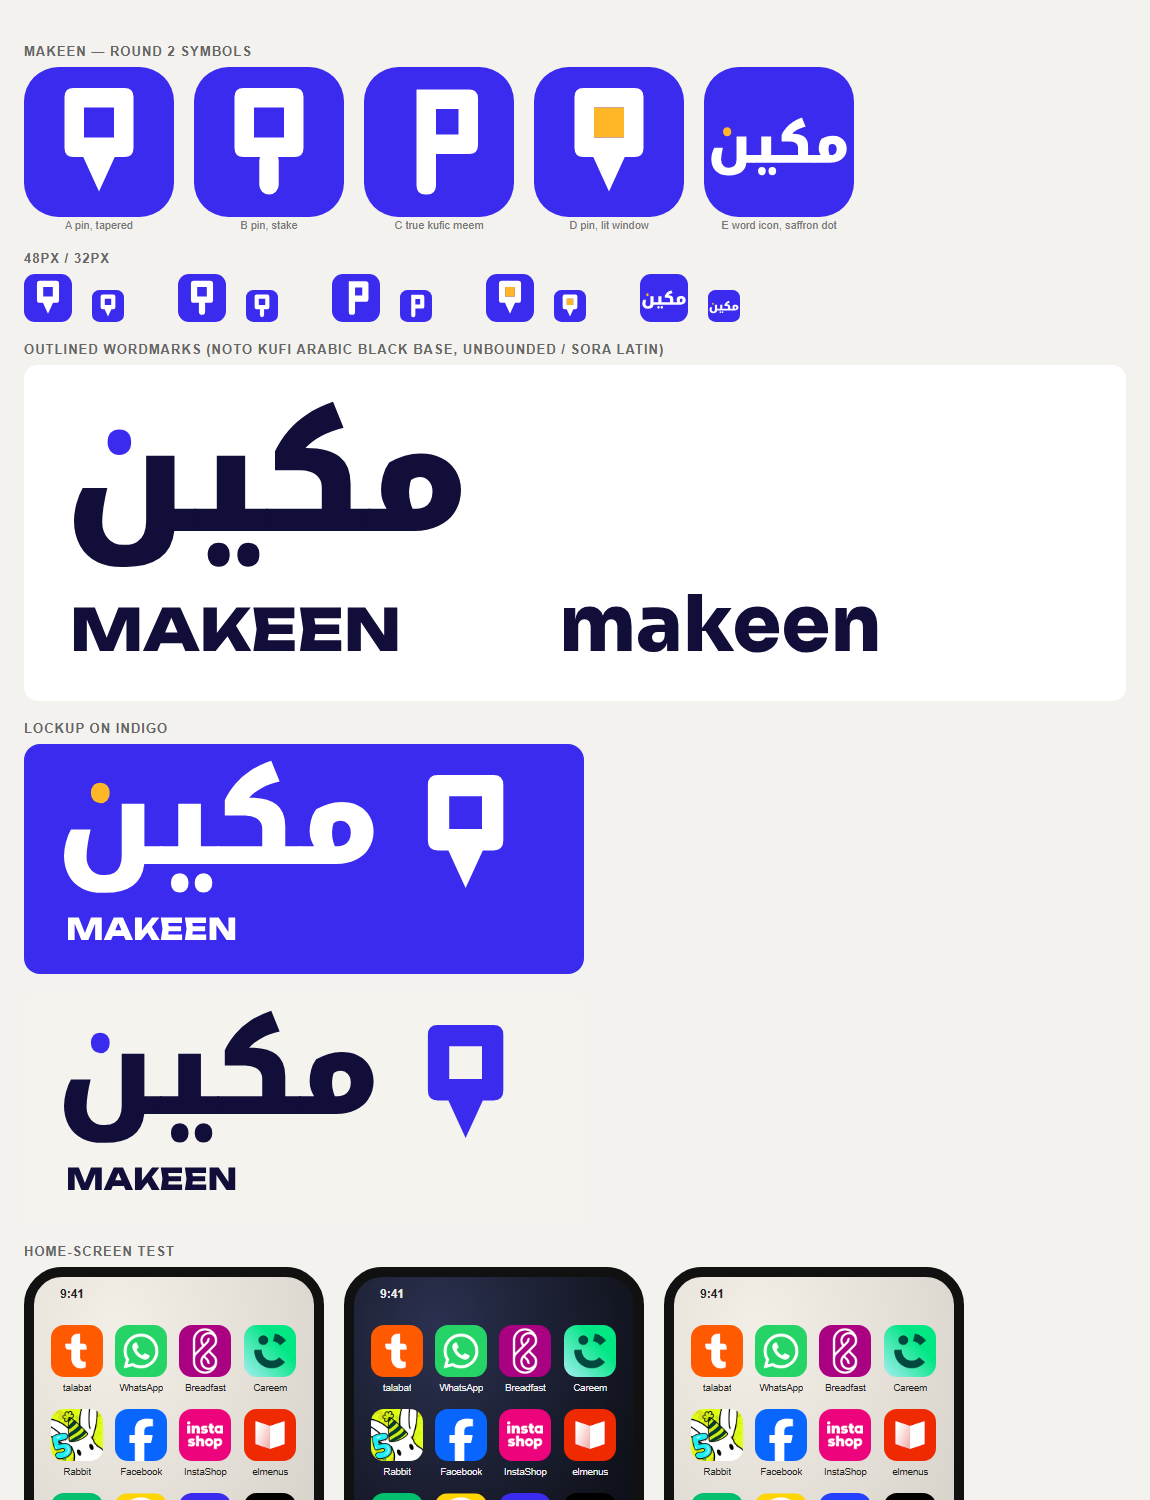 MAKEEN — ROUND 2 SYMBOLS
مكين
A pin, tapered
B pin, stake
C true kufic meem
D pin, lit window
E word icon, saffron dot
48PX / 32PX
مكين
مكين
OUTLINED WORDMARKS (NOTO KUFI ARABIC BLACK BASE, UNBOUNDED / SORA LATIN)
مكين
MAKEEN
makeen
LOCKUP ON INDIGO
مكين
MAKEEN
مكين
MAKEEN
HOME-SCREEN TEST
9:41
t
talabat
WhatsApp
Breadfast
Careem
5
Rabbit
Facebook
insta
shop
InstaShop
elmenus
9:41
t
talabat
WhatsApp
Breadfast
Careem
5
Rabbit
Facebook
insta
shop
InstaShop
elmenus
9:41
t
talabat
WhatsApp
Breadfast
Careem
5
Rabbit
Facebook
insta
shop
InstaShop
elmenus